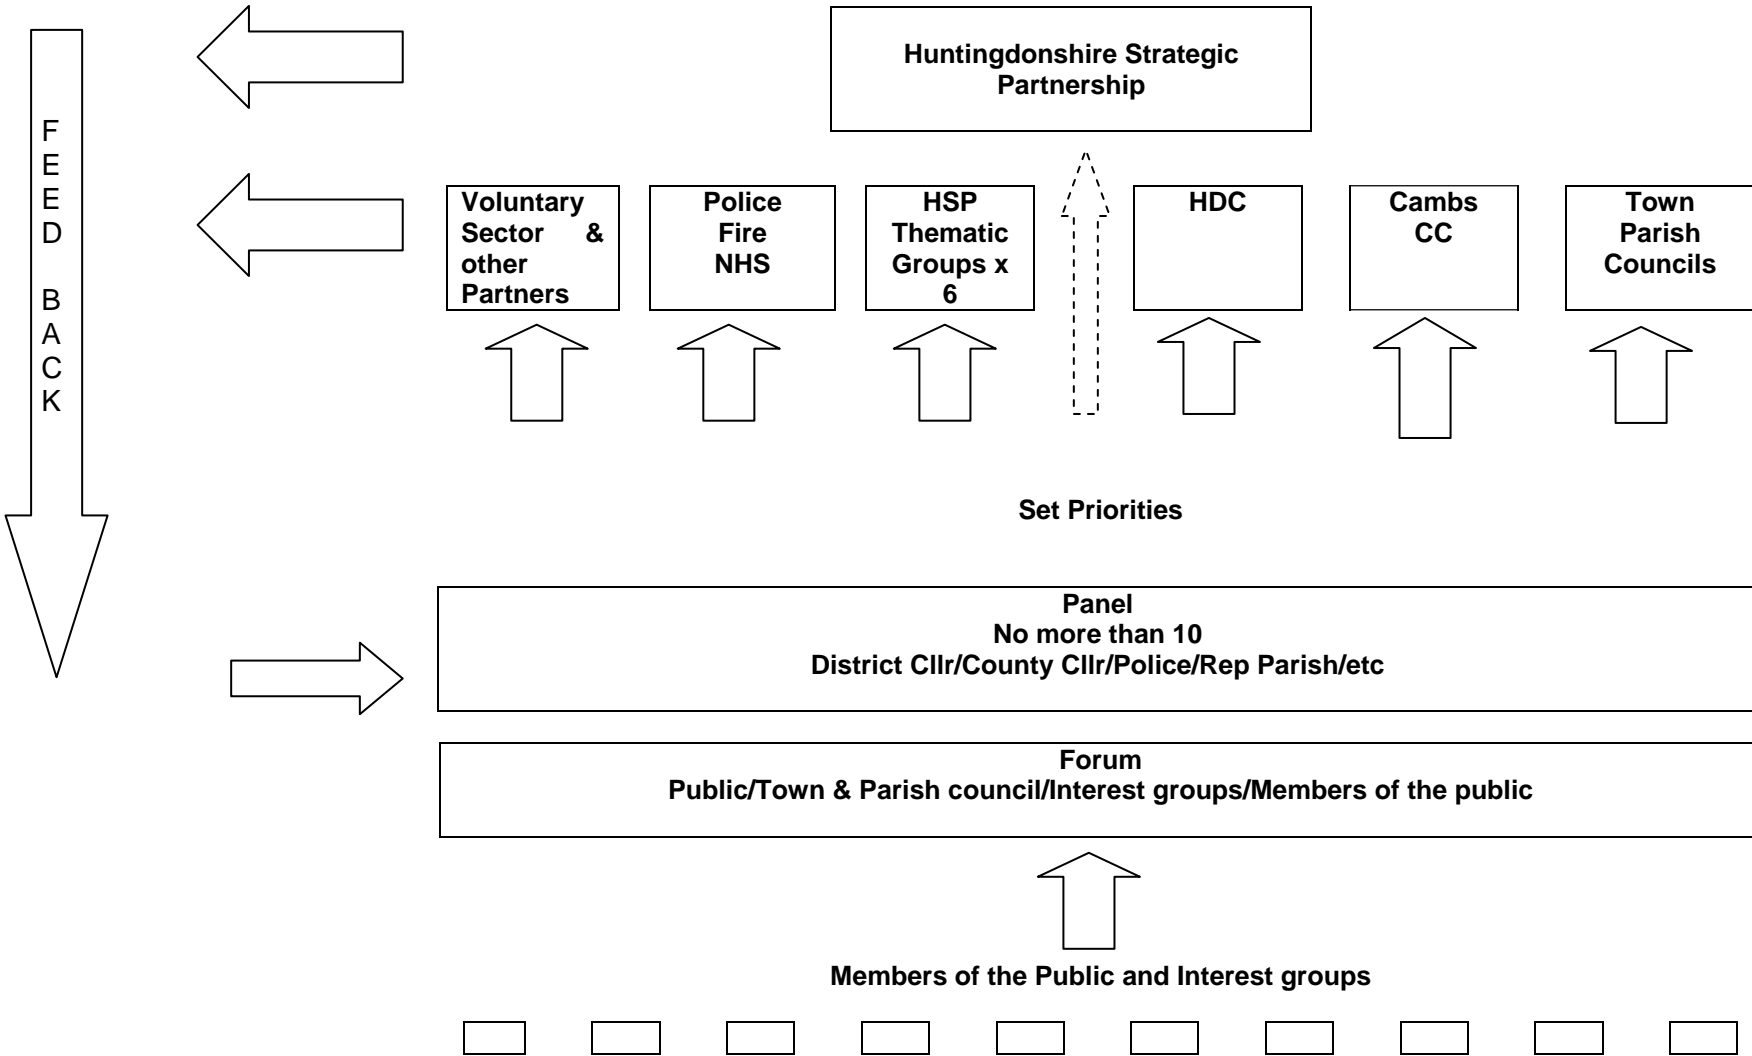 Huntingdonshire Strategic
Partnership
F
E
E
D
B
A
C
K
Voluntary
Sector &
other
Partners
Police
Fire
NHS
HSP
Thematic
Groups x
6
HDC
Cambs
CC
Town
Parish
Councils
Set Priorities
Panel
No more than 10
District Cllr/County Cllr/Police/Rep Parish/etc
Forum
Public/Town & Parish council/Interest groups/Members of the public
Members of the Public and Interest groups